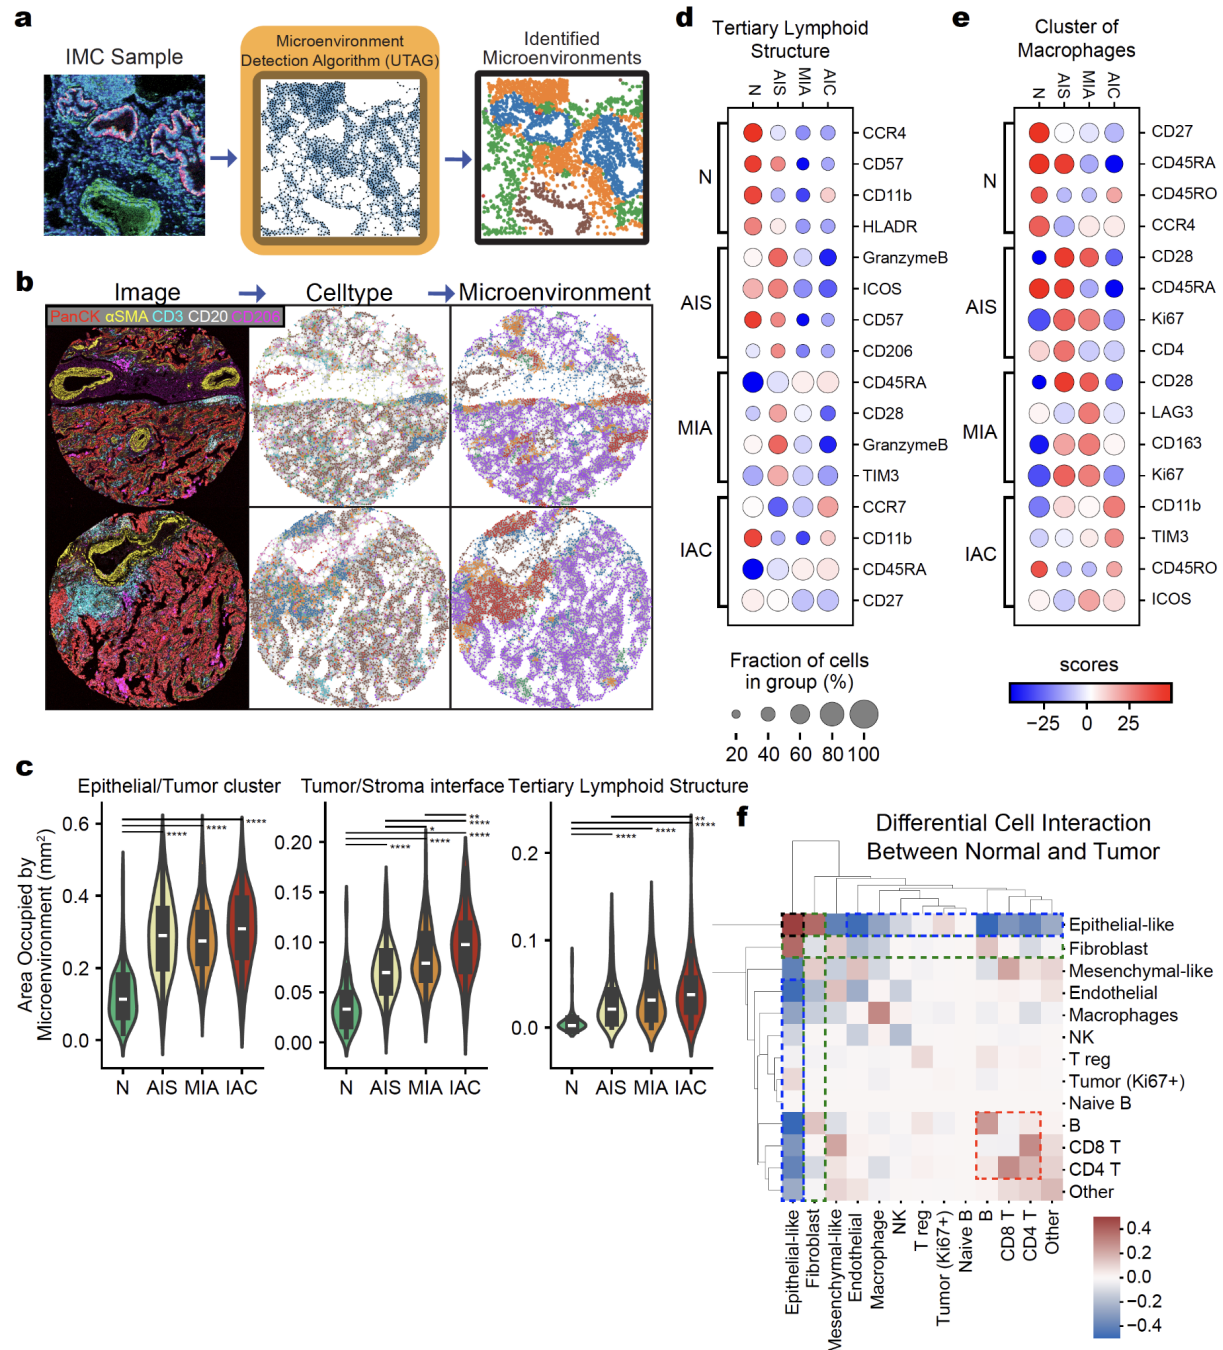 a
IMC Sample
Microenvironment
Detection Algorithm (UTAG)
Identified
Microenvironments
b
Image
Celltype
Microenvironment
PanCK αSMA CD3 CD20 CD206
c
Epithelial/Tumor cluster
Tumor/Stroma interface
Tertiary Lymphoid Structure
Area Occupied by
Microenvironment (mm²)
0.6
0.4
0.2
0.0
****
****
****
N AIS MIA IAC
0.20
0.15
0.10
0.05
0.00
**
****
*
****
****
****
N AIS MIA IAC
0.2
0.1
0.0
**
****
****
****
N AIS MIA IAC
d
Tertiary Lymphoid
Structure
N AIS MIA AIC
N
CCR4
CD57
CD11b
HLADR
AIS
GranzymeB
ICOS
CD57
CD206
MIA
CD45RA
CD28
GranzymeB
TIM3
IAC
CCR7
CD11b
CD45RA
CD27
Fraction of cells
in group (%)
20 40 60 80 100
e
Cluster of
Macrophages
N AIS MIA AIC
N
CD27
CD45RA
CD45RO
CCR4
AIS
CD28
CD45RA
Ki67
CD4
MIA
CD28
LAG3
CD163
Ki67
IAC
CD11b
TIM3
CD45RO
ICOS
scores
−25 0 25
f
Differential Cell Interaction
Between Normal and Tumor
Epithelial-like
Fibroblast
Mesenchymal-like
Endothelial
Macrophages
NK
T reg
Tumor (Ki67+)
Naive B
B
CD8 T
CD4 T
Other
Epithelial-like
Fibroblast
Mesenchymal-like
Endothelial
Macrophage
NK
T reg
Tumor (Ki67+)
Naive B
B
CD8 T
CD4 T
Other
0.4
0.2
0.0
−0.2
−0.4